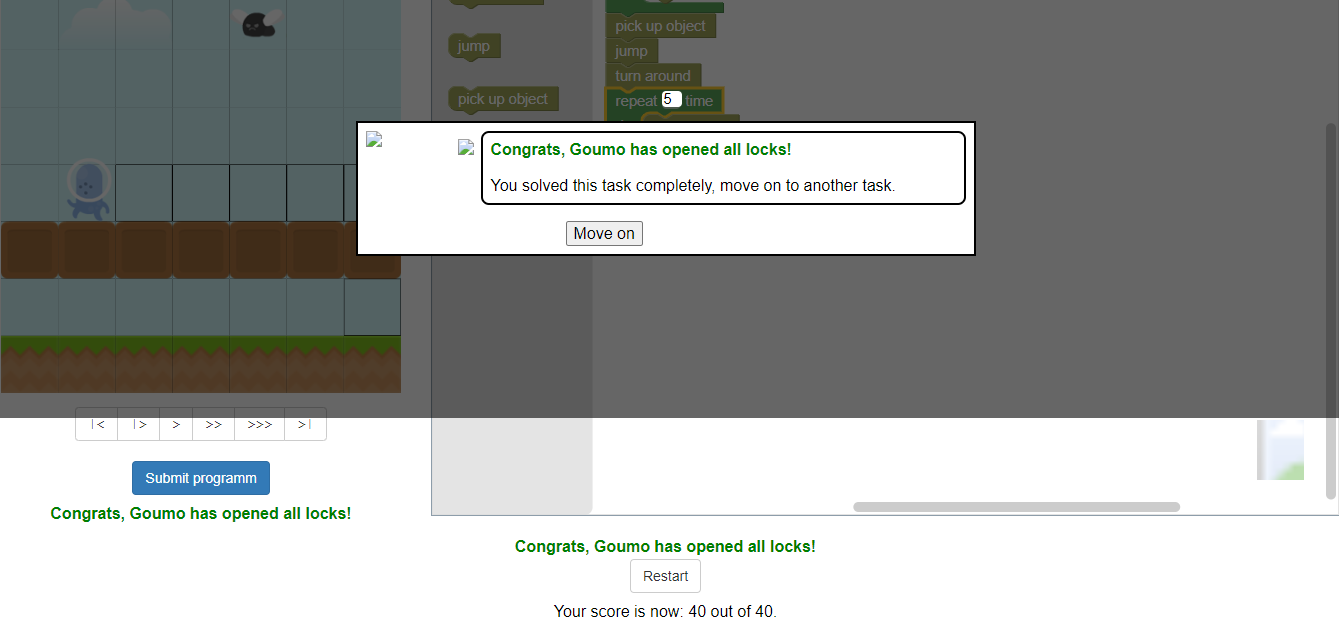 jump
pick up object
pick up object
jump
turn around
repeat 5 time
Congrats, Goumo has opened all locks!
You solved this task completely, move on to another task.
Move on
|< |> > >> >>> >|
Submit programm
Congrats, Goumo has opened all locks!
Congrats, Goumo has opened all locks!
Restart
Your score is now: 40 out of 40.